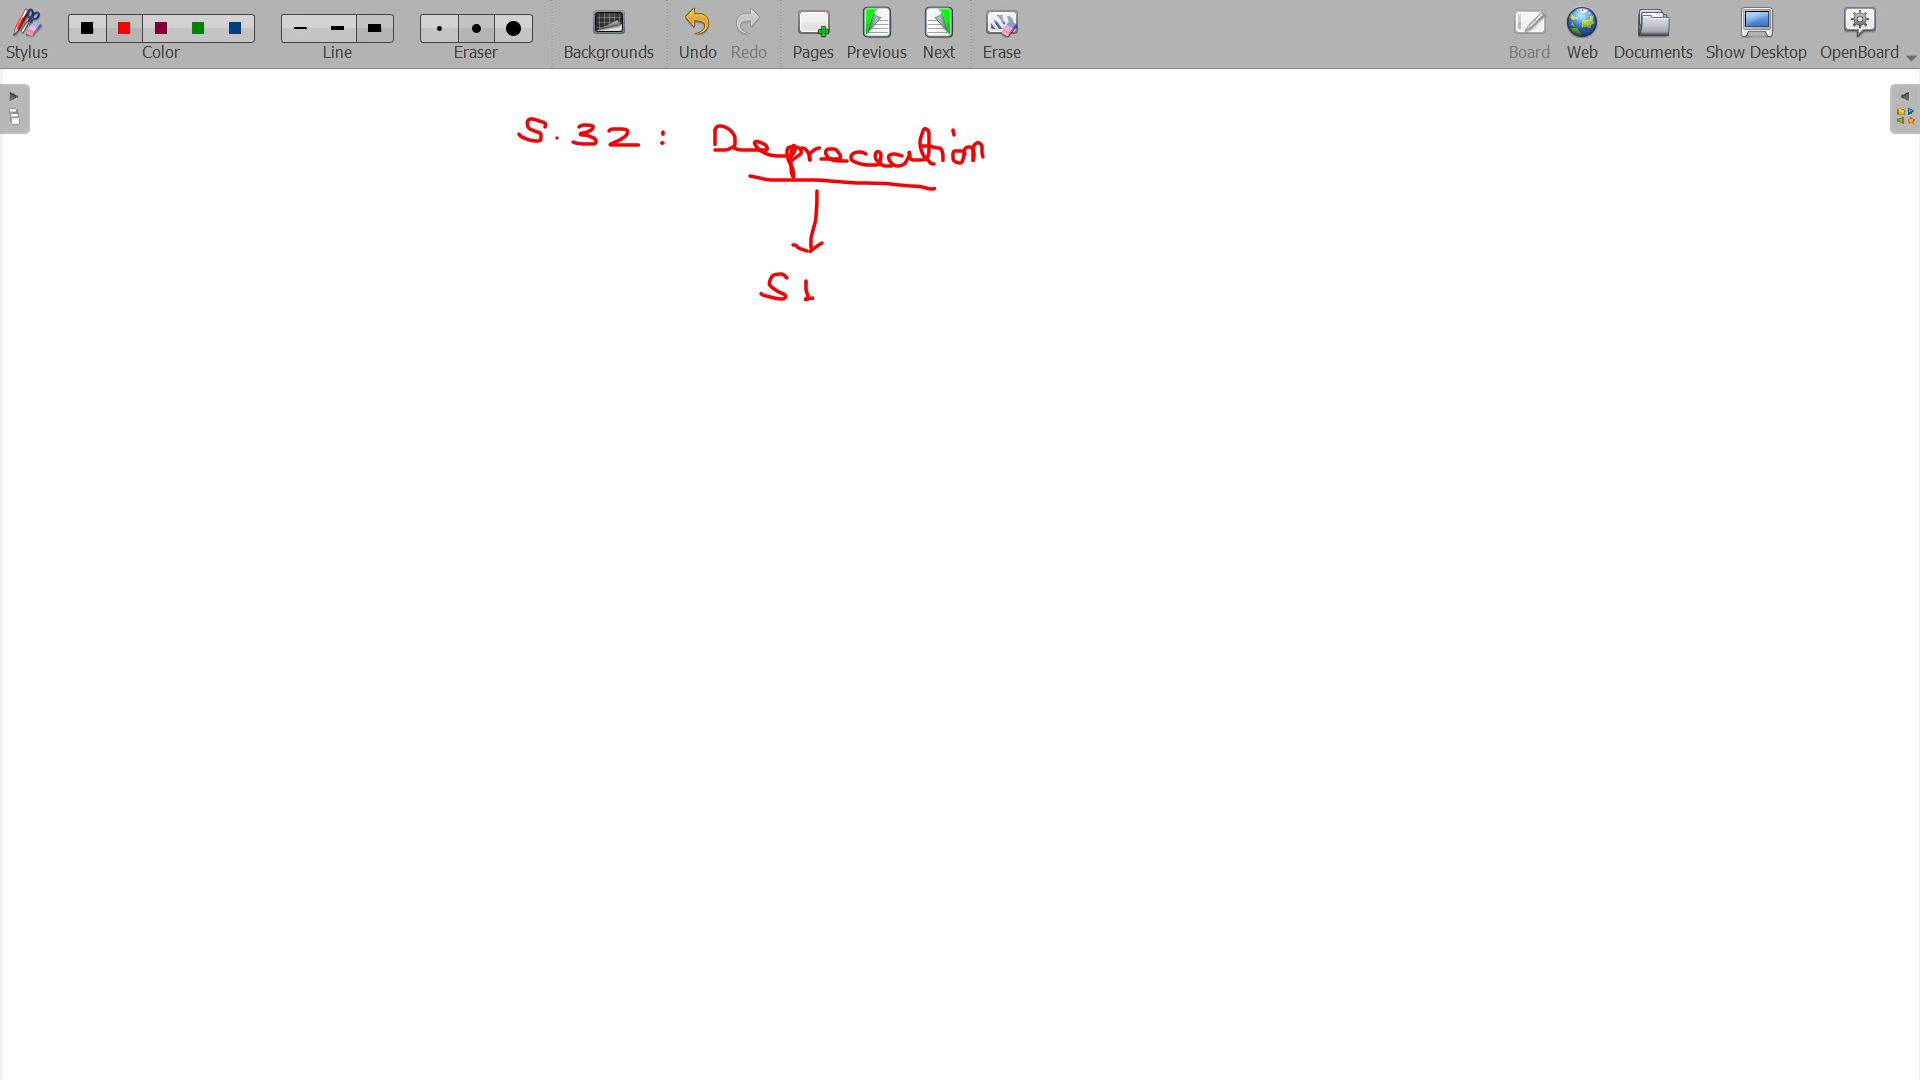 Stylus Color Line Eraser Backgrounds Undo Redo Pages Previous Next Erase Board Web Documents Show Desktop OpenBoard
S.32: Depreciation